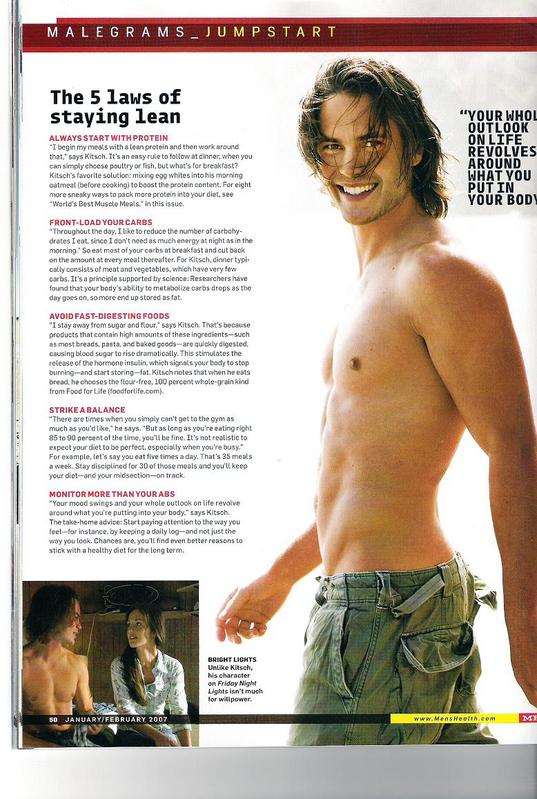 MALEGRAMS_JUMPSTART
The 5 laws of
staying lean
ALWAYS START WITH PROTEIN
"I begin my meals with a lean protein and then work around
that," says Kitsch. It's an easy rule to follow at dinner, when you
can simply choose poultry or fish, but what's for breakfast?
Kitsch's favorite solution: mixing egg whites into his morning
oatmeal (before cooking) to boost the protein content. For eight
more sneaky ways to pack more protein into your diet, see
"World's Best Muscle Meals," in this issue.
FRONT-LOAD YOUR CARBS
"Throughout the day, I like to reduce the number of carbohy-
drates I eat, since I don't need as much energy at night as in the
morning." So eat most of your carbs at breakfast and cut back
on the amount at every meal thereafter. For Kitsch, dinner typi-
cally consists of meat and vegetables, which have very few
carbs. It's a principle supported by science: Researchers have
found that your body's ability to metabolize carbs drops as the
day goes on, so more end up stored as fat.
AVOID FAST-DIGESTING FOODS
"I stay away from sugar and flour," says Kitsch. That's because
products that contain high amounts of these ingredients—such
as most breads, pasta, and baked goods—are quickly digested,
causing blood sugar to rise dramatically. This stimulates the
release of the hormone insulin, which signals your body to stop
burning—and start storing—fat. Kitsch notes that when he eats
bread, he chooses the flour-free, 100 percent whole-grain kind
from Food for Life (foodforlife.com).
STRIKE A BALANCE
"There are times when you simply can't get to the gym as
much as you'd like," he says. "But as long as you're eating right
85 to 90 percent of the time, you'll be fine. It's not realistic to
expect your diet to be perfect, especially when you're busy."
For example, let's say you eat five times a day. That's 35 meals
a week. Stay disciplined for 30 of those meals and you'll keep
your diet—and your midsection—on track.
MONITOR MORE THAN YOUR ABS
"Your mood swings and your whole outlook on life revolve
around what you're putting into your body," says Kitsch.
The take-home advice: Start paying attention to the way you
feel—for instance, by keeping a daily log—and not just the
way you look. Chances are, you'll find even better reasons to
stick with a healthy diet for the long term.
"YOUR WHOL
OUTLOOK
ON LIFE
REVOLVES
AROUND
WHAT YOU
PUT IN
YOUR BODY
BRIGHT LIGHTS
Unlike Kitsch,
his character
on Friday Night
Lights isn't much
for willpower.
50 JANUARY/FEBRUARY 2007
www.MensHealth.com